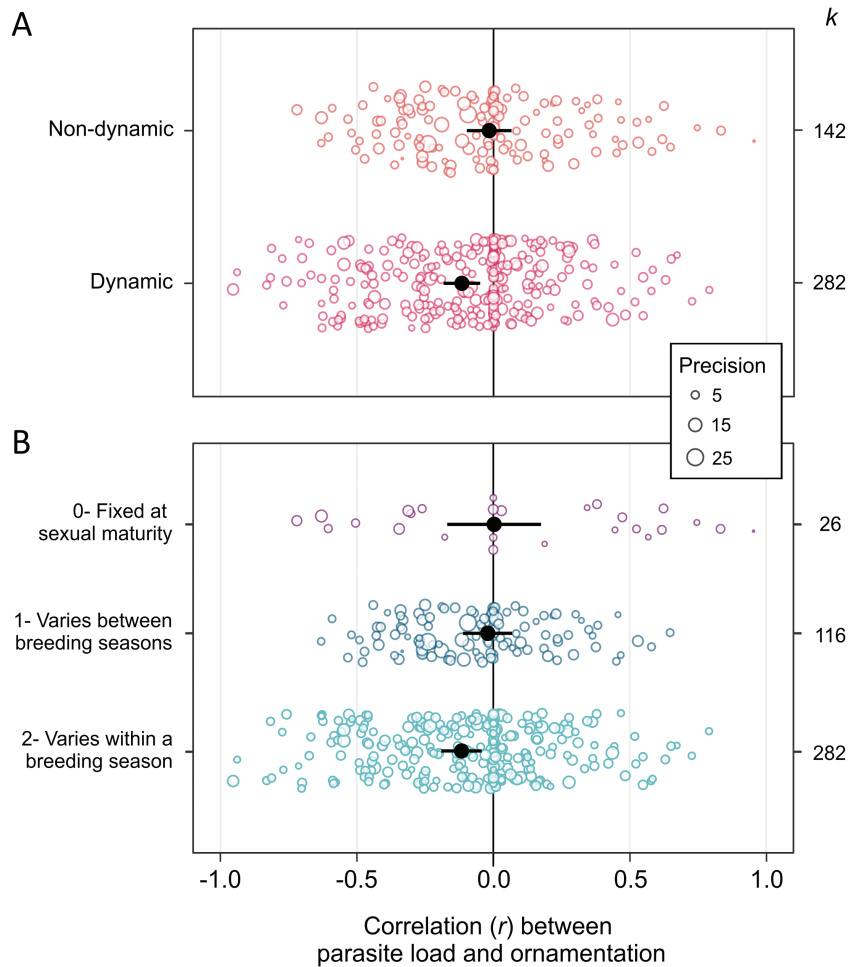 A
k
Non-dynamic
142
Dynamic
282
Precision
5
15
25
B
0- Fixed at
sexual maturity
26
1- Varies between
breeding seasons
116
2- Varies within a
breeding season
282
-1.0 -0.5 0.0 0.5 1.0
Correlation (r) between
parasite load and ornamentation